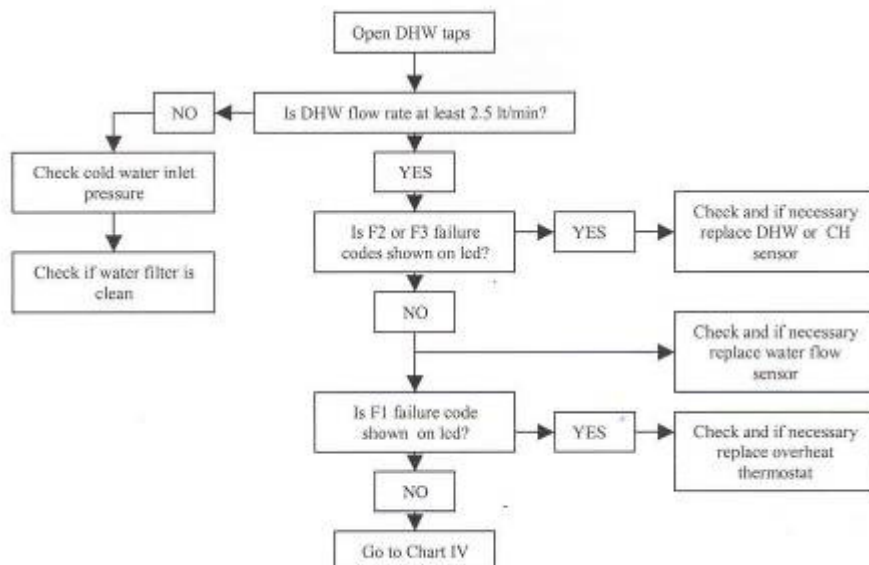 Open DHW taps
NO
Is DHW flow rate at least 2.5 lt/min?
Check cold water inlet
pressure
YES
Check if water filter is
clean
Is F2 or F3 failure
codes shown on lcd?
YES
Check and if necessary
replace DHW or CH
sensor
NO
Check and if necessary
replace water flow
sensor
Is F1 failure code
shown on lcd?
YES
Check and if necessary
replace overheat
thermostat
NO
Go to Chart IV